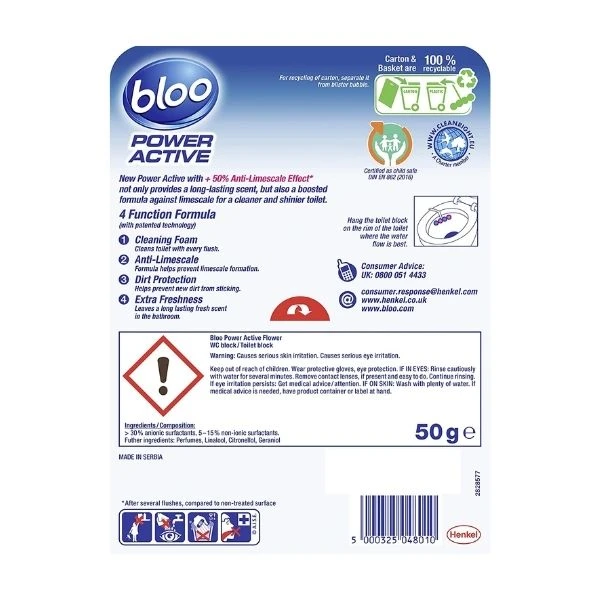 bloo
POWER
ACTIVE
Carton &
Basket are
100 %
recyclable
For recycling of carton, separate it
from blister bubble.
CARTON
PLASTIC
Certified as child safe
DIN EN 862 (2016)
WWW.CLEANRIGHT.EU
A Charter member
New Power Active with + 50% Anti-Limescale Effect*
not only provides a long-lasting scent, but also a boosted
formula against limescale for a cleaner and shinier toilet.
4 Function Formula
(with patented technology)
1 Cleaning Foam
Cleans toilet with every flush.
2 Anti-Limescale
Formula helps prevent limescale formation.
3 Dirt Protection
Helps prevent new dirt from sticking.
4 Extra Freshness
Leaves a long lasting fresh scent
in the bathroom.
Hang the toilet block
on the rim of the toilet
where the water
flow is best.
Consumer Advice:
UK: 0800 051 4433
@ consumer.response@henkel.com
www.henkel.co.uk
www.bloo.com
Bloo Power Active Flower
WC block/Toilet block
Warning: Causes serious skin irritation. Causes serious eye irritation.
Keep out of reach of children. Wear protective gloves, eye protection. IF IN EYES: Rinse cautiously
with water for several minutes. Remove contact lenses, if present and easy to do. Continue rinsing.
If eye irritation persists: Get medical advice/attention. IF ON SKIN: Wash with plenty of water. If
medical advice is needed, have product container or label at hand.
Ingredients/Composition:
> 30% anionic surfactants, 5 – 15% non-ionic surfactants.
Futher ingredients: Perfumes, Linalool, Citronellol, Geraniol
50 g e
MADE IN SERBIA
2828577
*After several flushes, compared to non-treated surface
© A.I.S.E.
5 000325 048010
Henkel